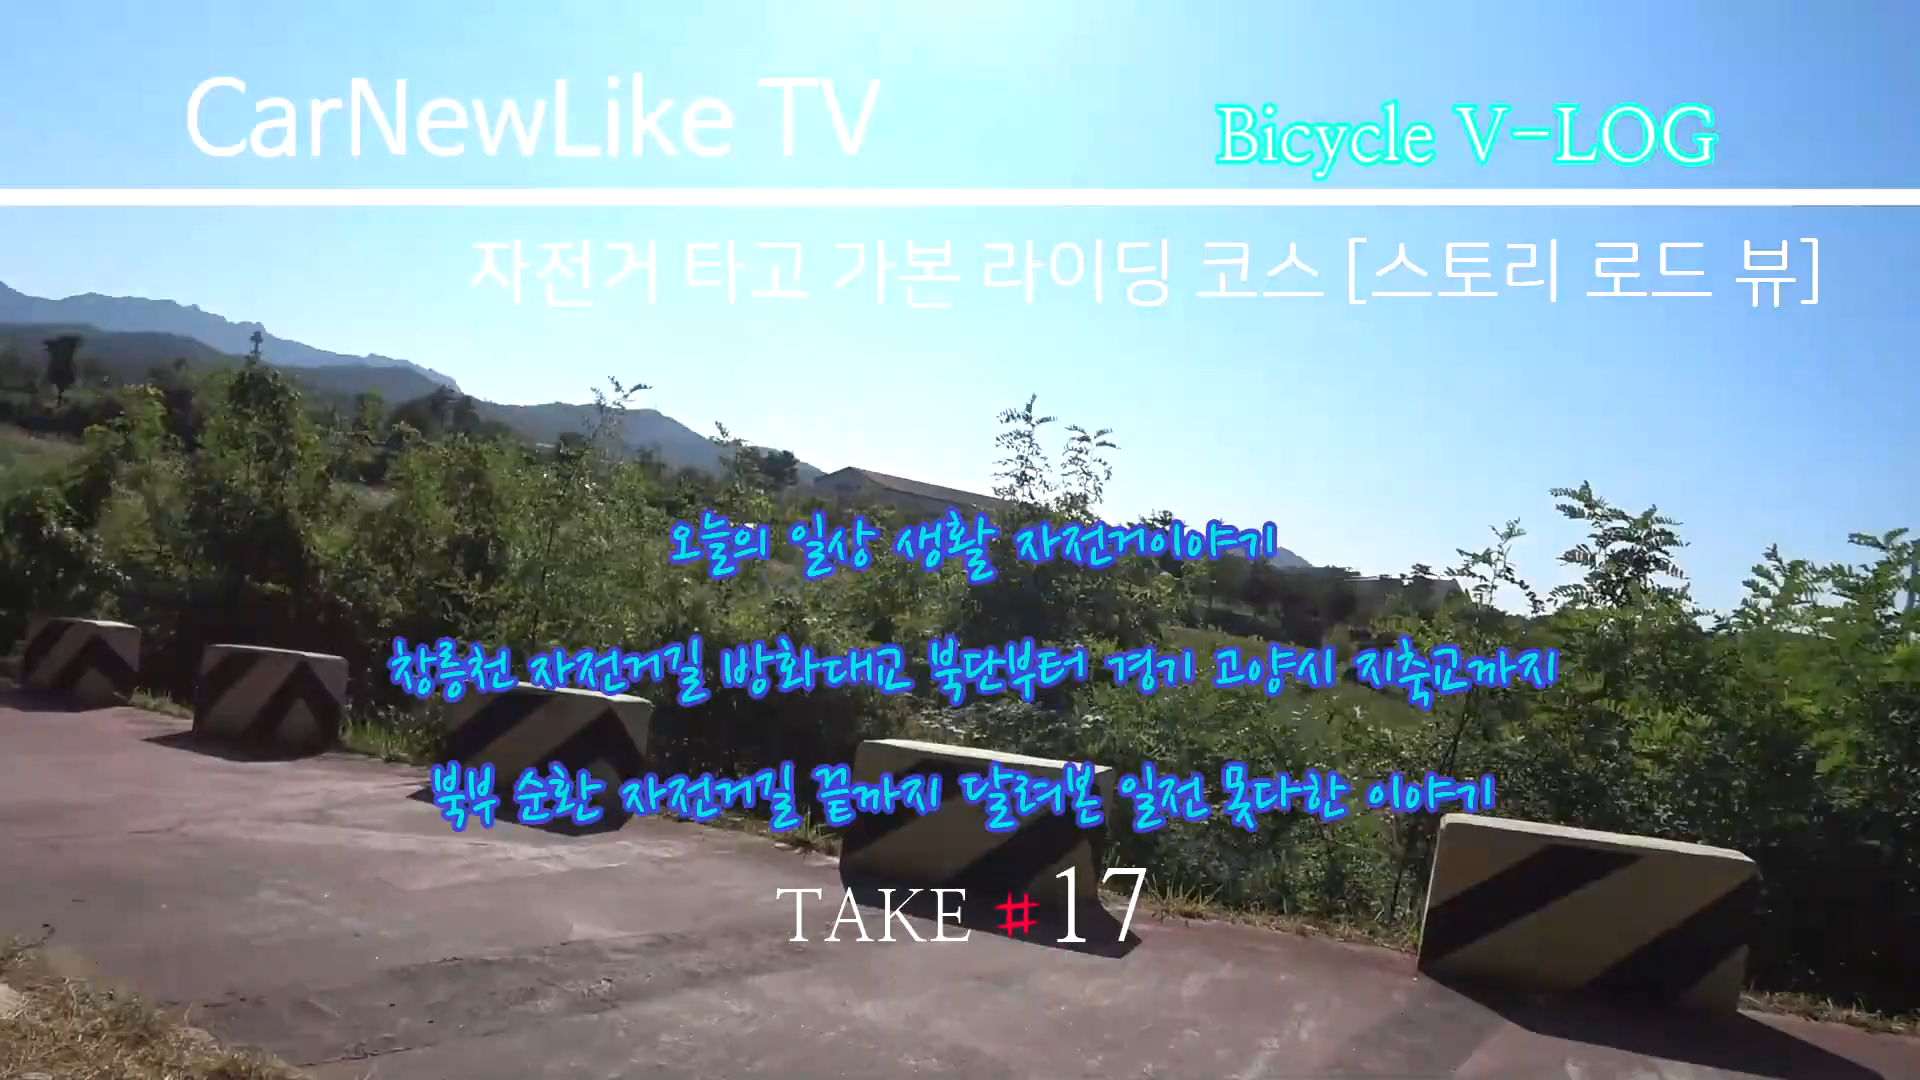 CarNewLike TV
Bicycle V-LOG
자전거 타고 가본 라이딩 코스 [스토리 로드 뷰]
오늘의 일상 생활 자전거이야기
창릉천 자전거길 방화대교 북단부터 경기 고양시 지축교까지
북부 순환 자전거길 끝까지 달려본 일전 못다한 이야기
TAKE #17